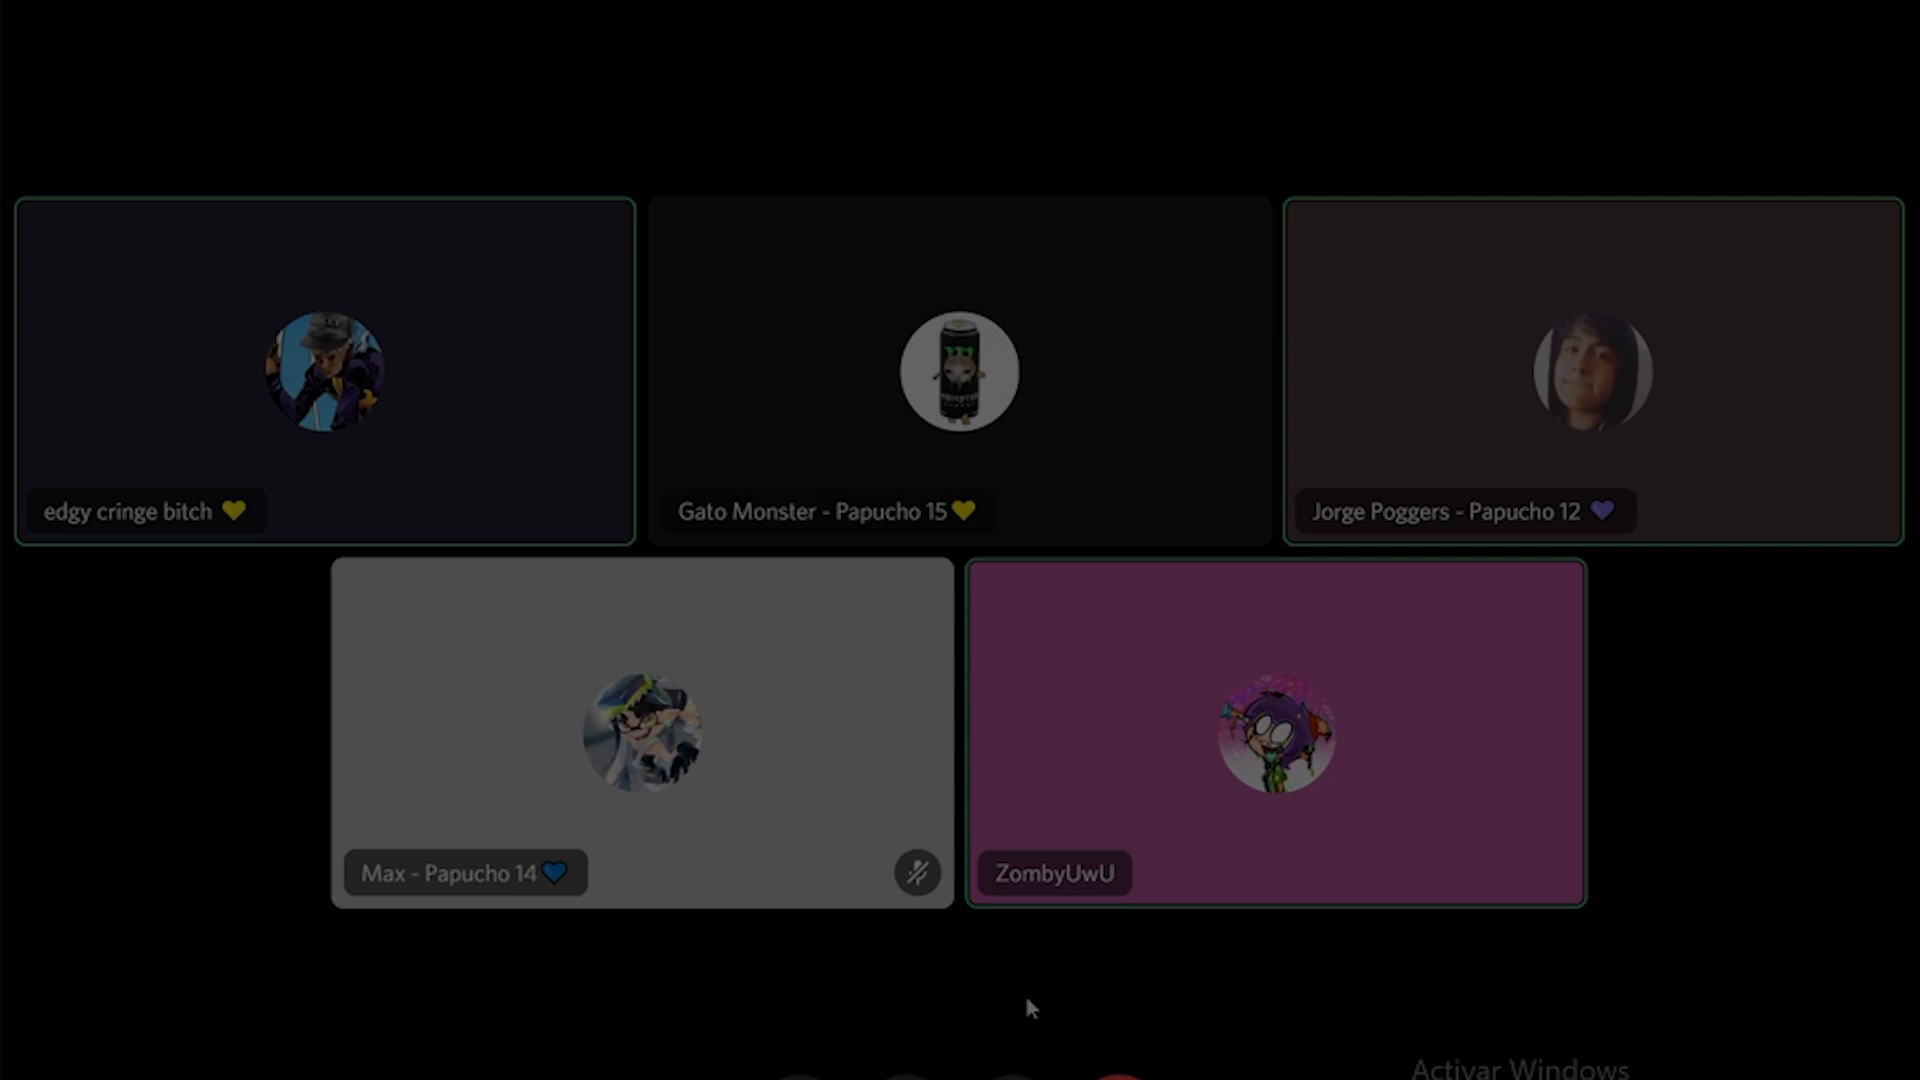 edgy cringe bitch 💛
Gato Monster - Papucho 15💛
Jorge Poggers - Papucho 12 💜
Max - Papucho 14💙
ZombyUwU
Activar Windows